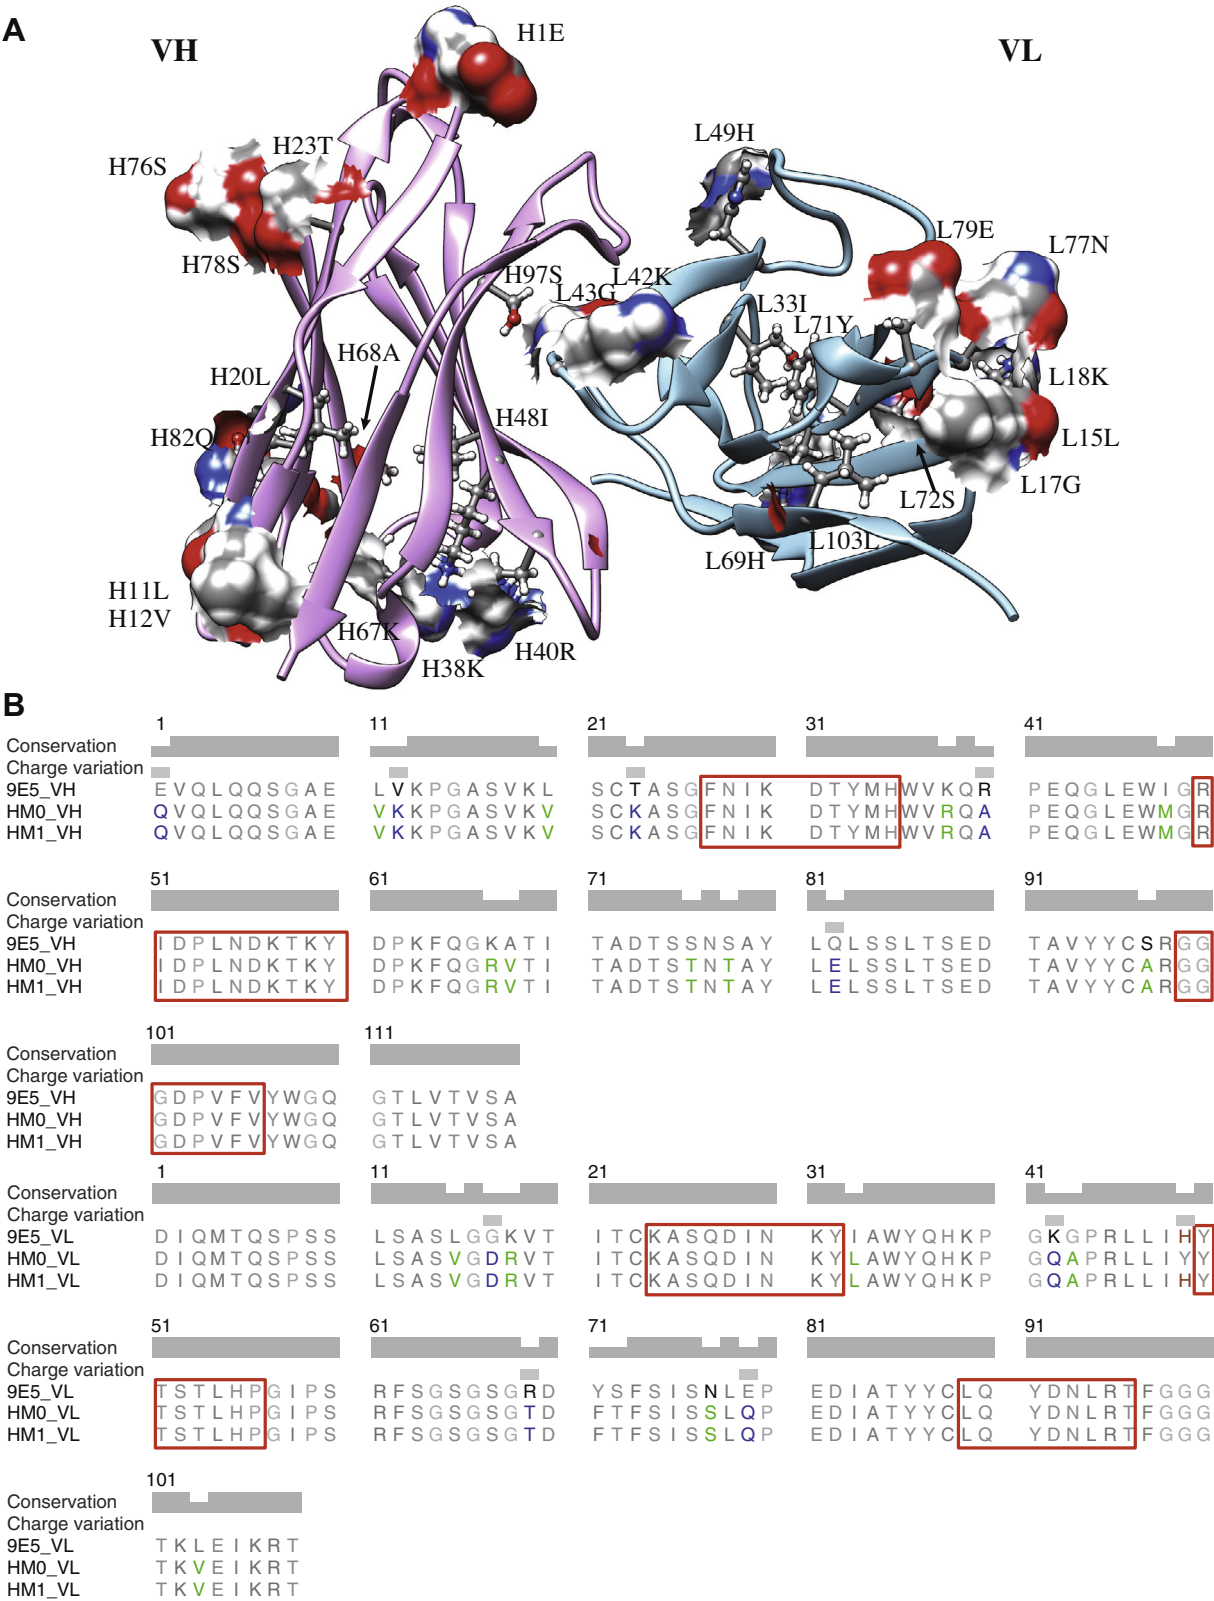 A
VH
VL
H1E
H23T
H76S
H78S
L49H
L79E
L77N
H97S
L42K
L43G
L33I
L71Y
H68A
H20L
L18K
H48I
H82Q
L15L
L17G
L72S
L103L
L69H
H11L
H12V
H67K
H38K
H40R
B
1 11 21 31 41
Conservation
Charge variation
9E5_VH EVQLQQSGAE LVKPGASVKL SCTASGFNIK DTYMHWVKQR PEQGLEWIGR
HM0_VH QVQLQQSGAE VKKPGASVKV SCKASGFNIK DTYMHWVRQA PEQGLEWMGR
HM1_VH QVQLQQSGAE VKKPGASVKV SCKASGFNIK DTYMHWVRQA PEQGLEWMGR
51 61 71 81 91
Conservation
Charge variation
9E5_VH IDPLNDKTKY DPKFQGKATI TADTSSNSAY LQLSSLTSED TAVYYCSRGG
HM0_VH IDPLNDKTKY DPKFQGRVTI TADTSTNTAY LELSSLTSED TAVYYCARGG
HM1_VH IDPLNDKTKY DPKFQGRVTI TADTSTNTAY LELSSLTSED TAVYYCARGG
101 111
Conservation
Charge variation
9E5_VH GDPVFVYWGQ GTLVTVSA
HM0_VH GDPVFVYWGQ GTLVTVSA
HM1_VH GDPVFVYWGQ GTLVTVSA
1 11 21 31 41
Conservation
Charge variation
9E5_VL DIQMTQSPSS LSASLGGKVT ITCKASQDIN KYIAWYQHKP GKGPRLLIHY
HM0_VL DIQMTQSPSS LSASVGDRVT ITCKASQDIN KYLAWYQHKP GQAPRLLIYY
HM1_VL DIQMTQSPSS LSASVGDRVT ITCKASQDIN KYLAWYQHKP GQAPRLLIHY
51 61 71 81 91
Conservation
Charge variation
9E5_VL TSTLHPGIPS RFSGSGSGRD YSFSISNLEP EDIATYYCLQ YDNLRTFGGG
HM0_VL TSTLHPGIPS RFSGSGSGTD FTFSISSLQP EDIATYYCLQ YDNLRTFGGG
HM1_VL TSTLHPGIPS RFSGSGSGTD FTFSISSLQP EDIATYYCLQ YDNLRTFGGG
101
Conservation
Charge variation
9E5_VL TKLEIKRT
HM0_VL TKVEIKRT
HM1_VL TKVEIKRT